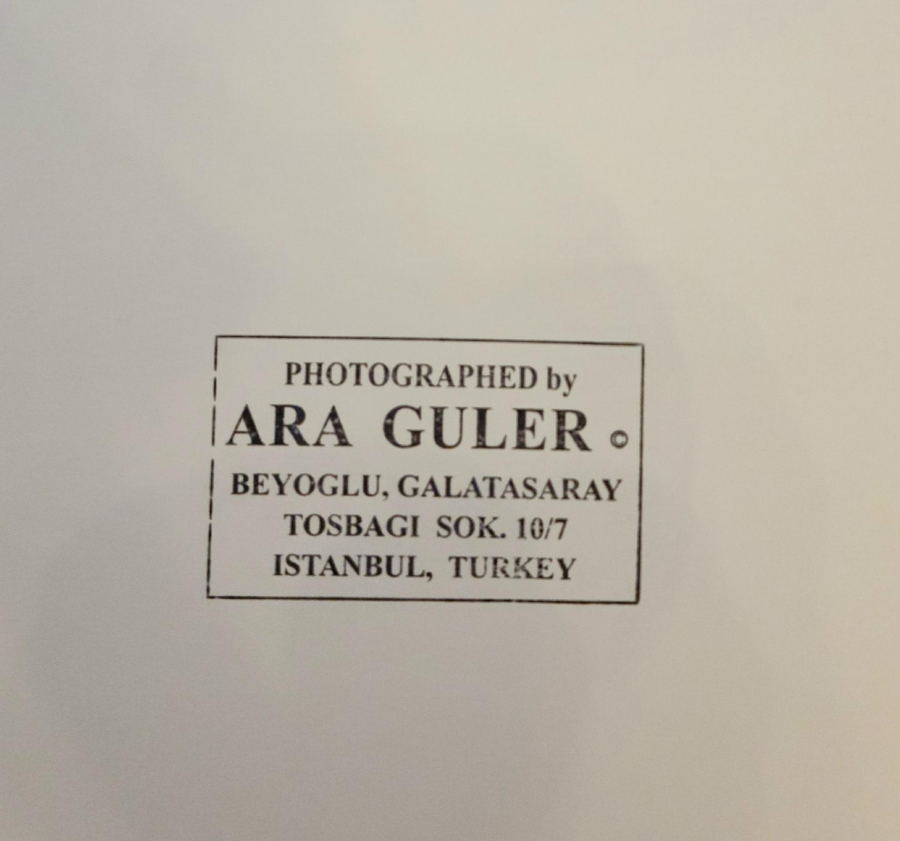 PHOTOGRAPHED by
ARA GULER ©
BEYOGLU, GALATASARAY
TOSBAGI SOK. 10/7
ISTANBUL, TURKEY